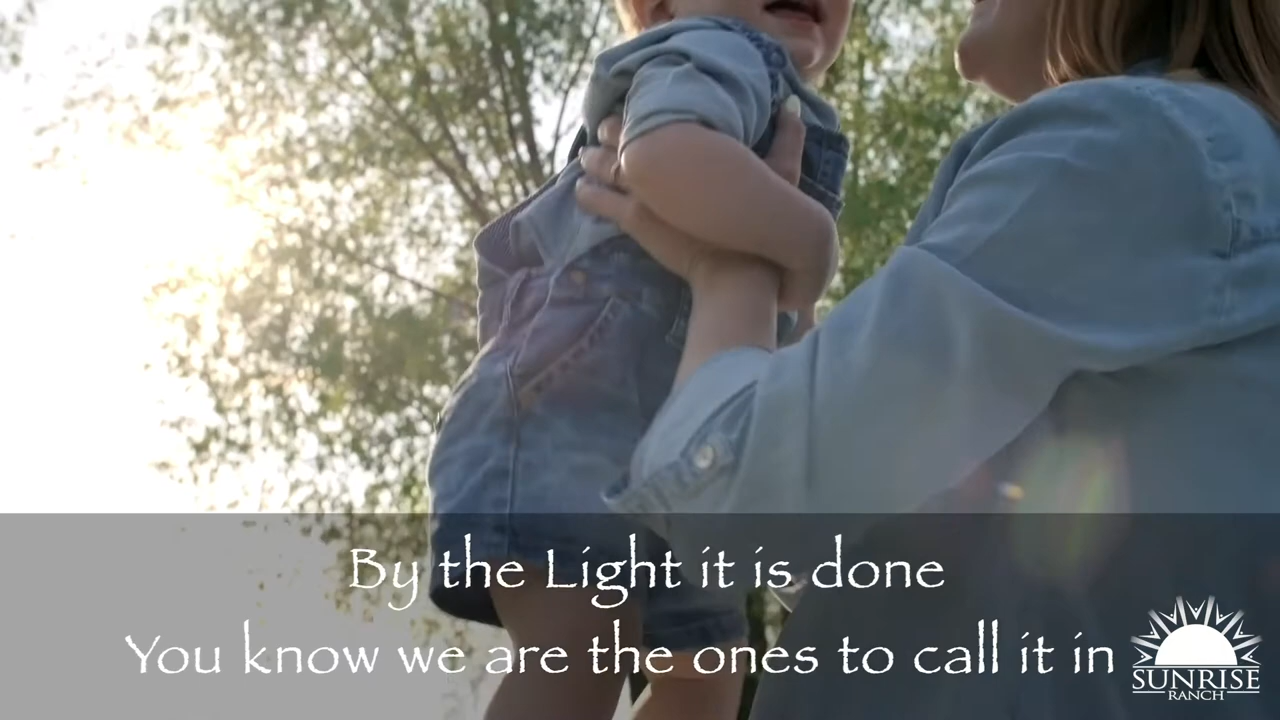 By the Light it is done
You know we are the ones to call it in
SUNRISE
RANCH